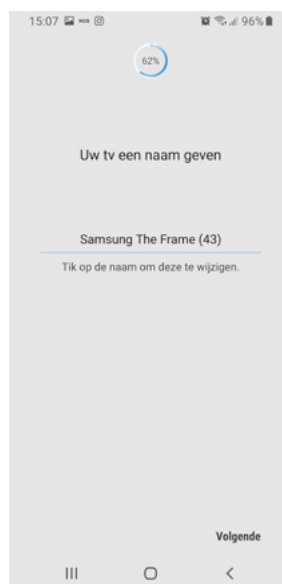 15:07 NOS 96%
62%
Uw tv een naam geven
Samsung The Frame (43)
Tik op de naam om deze te wijzigen.
Volgende